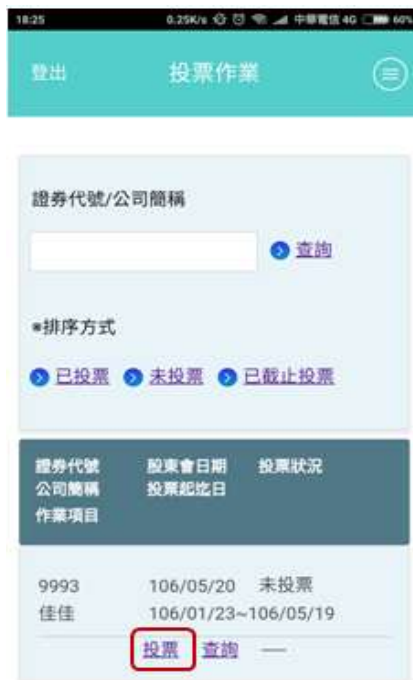 18:25 0.25K/s 中華電信 4G 60%
登出 投票作業
證券代號/公司簡稱
查詢
*排序方式
已投票 未投票 已截止投票
證券代號 股東會日期 投票狀況
公司簡稱 投票起迄日
作業項目
9993 106/05/20 未投票
佳佳 106/01/23~106/05/19
投票 查詢 —